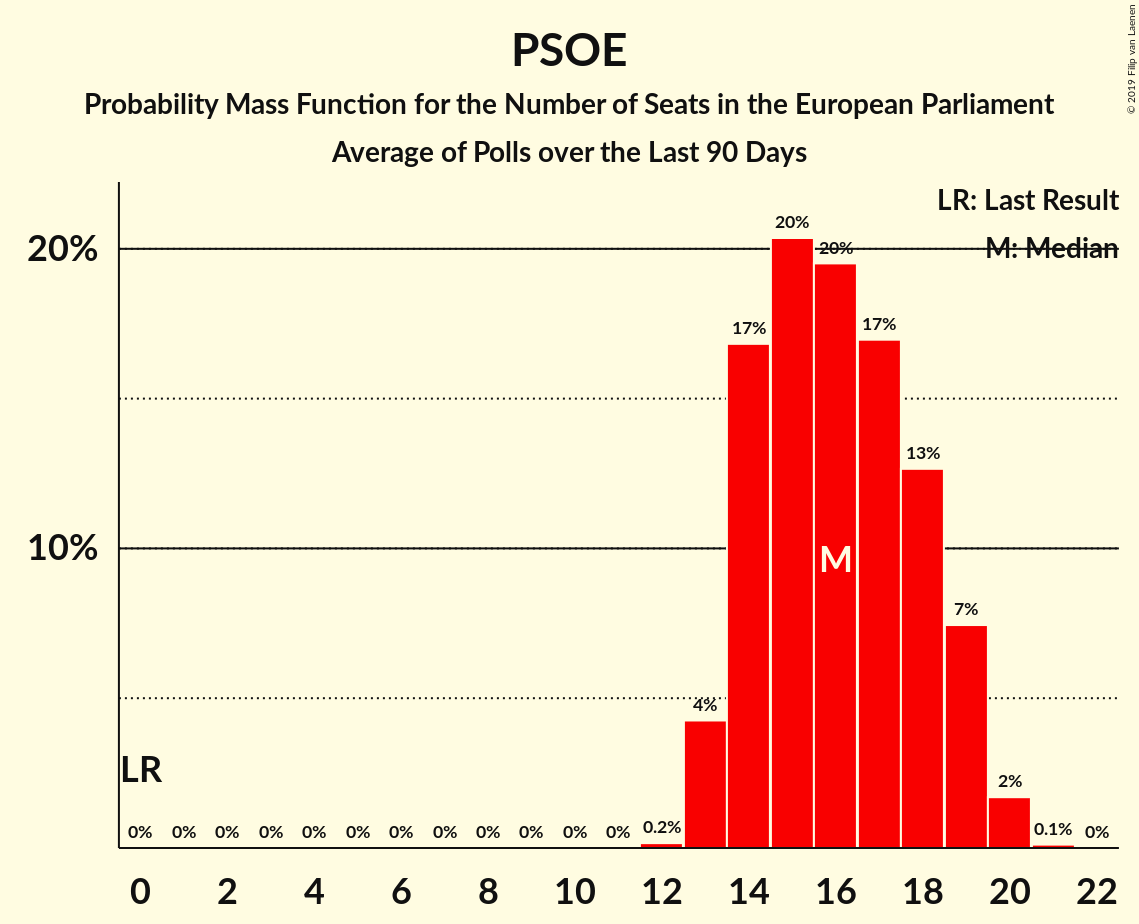 PSOE
Probability Mass Function for the Number of Seats in the European Parliament
Average of Polls over the Last 90 Days
© 2019 Filip van Laenen
LR: Last Result
M: Median
20%
10%
20%
20%
17%
17%
13%
7%
4%
2%
M
LR
0%
0%
0%
0%
0%
0%
0%
0%
0%
0%
0%
0%
0.2%
0.1%
0%
0 2 4 6 8 10 12 14 16 18 20 22